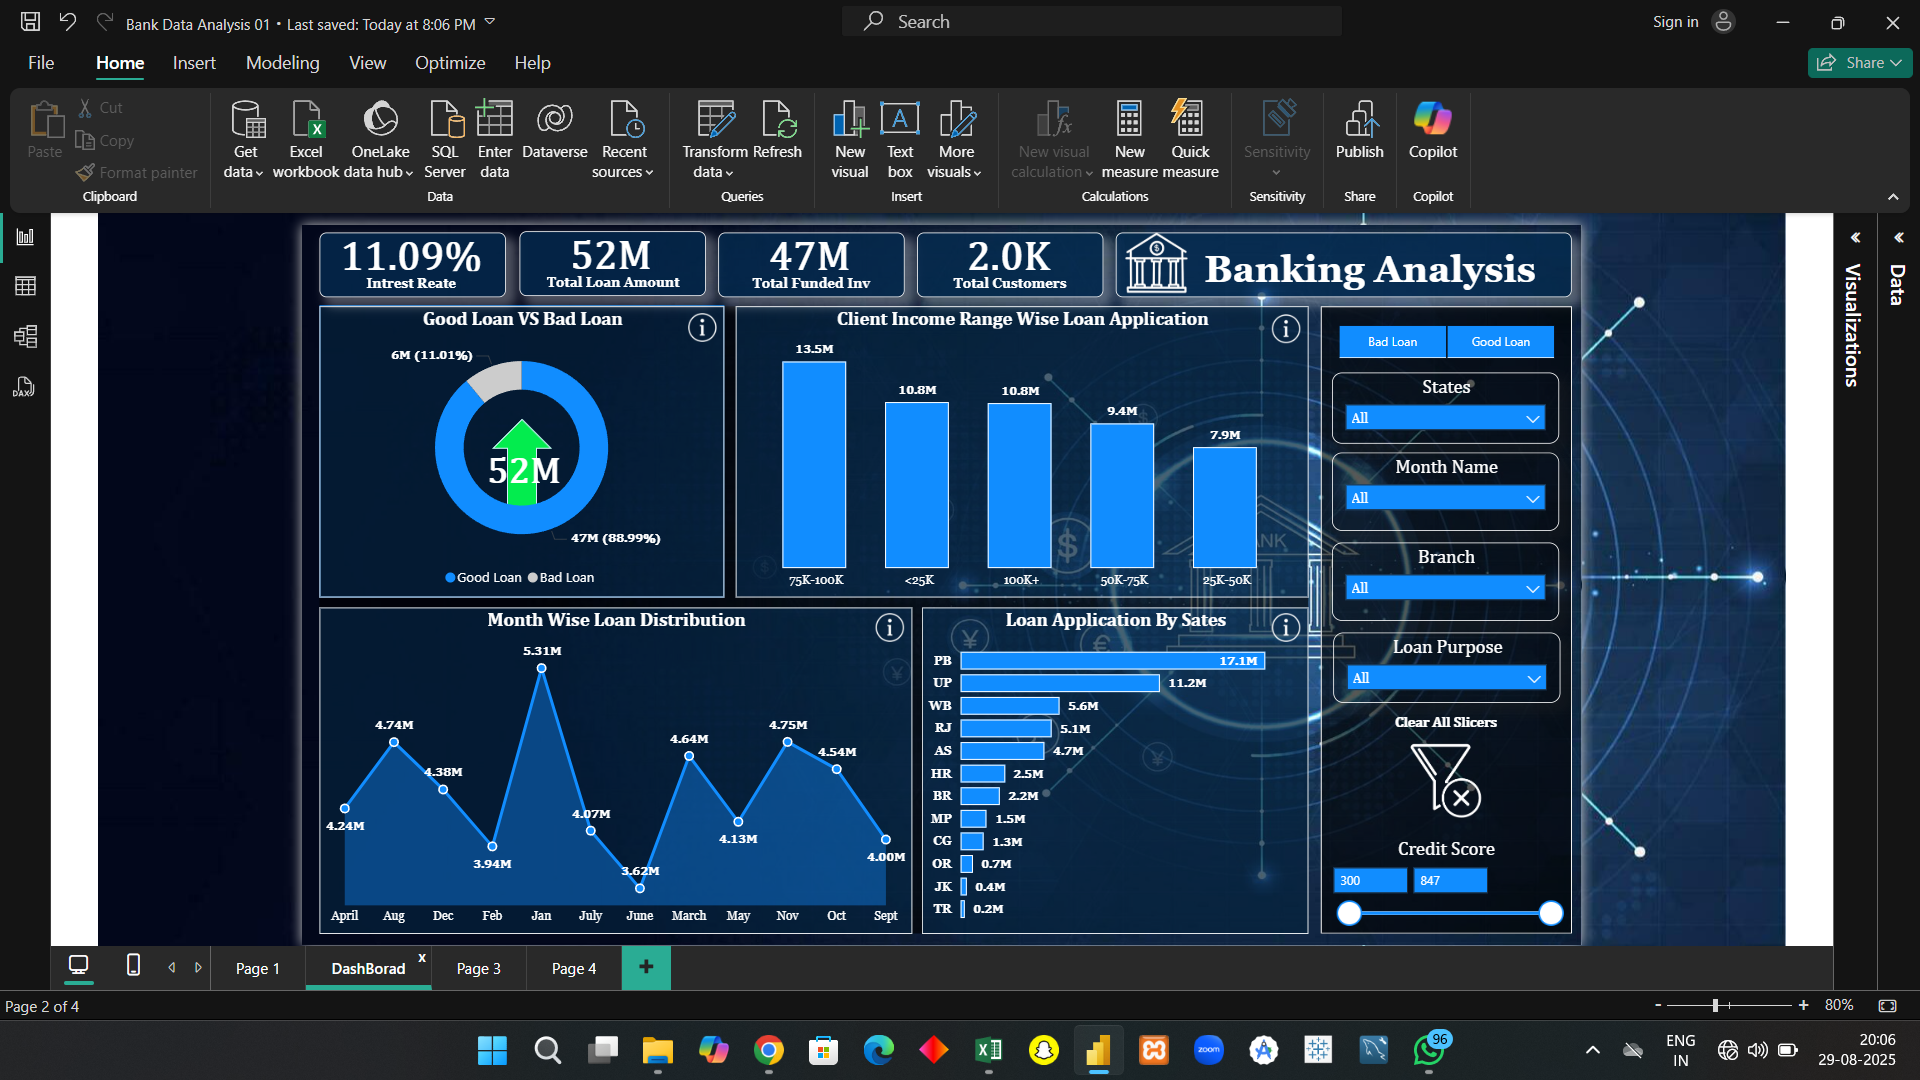 Bank Data Analysis 01 • Last saved: Today at 8:06 PM
Search
Sign in
File Home Insert Modeling View Optimize Help
Share
Paste
Cut
Copy
Format painter
Clipboard
Get data
Excel workbook
OneLake data hub
SQL Server
Enter data
Dataverse
Recent sources
Data
Transform data
Refresh
Queries
New visual
Text box
More visuals
Insert
New visual calculation
New measure
Quick measure
Calculations
Sensitivity
Sensitivity
Publish
Share
Copilot
Copilot
11.09%
Intrest Reate
52M
Total Loan Amount
47M
Total Funded Inv
2.0K
Total Customers
Banking Analysis
Good Loan VS Bad Loan
6M (11.01%)
52M
47M (88.99%)
Good Loan Bad Loan
Client Income Range Wise Loan Application
13.5M
10.8M
10.8M
9.4M
7.9M
75K-100K <25K 100K+ 50K-75K 25K-50K
Month Wise Loan Distribution
4.24M
4.74M
4.38M
3.94M
5.31M
4.07M
3.62M
4.64M
4.13M
4.75M
4.54M
4.00M
April Aug Dec Feb Jan July June March May Nov Oct Sept
Loan Application By Sates
PB 17.1M
UP 11.2M
WB 5.6M
RJ 5.1M
AS 4.7M
HR 2.5M
BR 2.2M
MP 1.5M
CG 1.3M
OR 0.7M
JK 0.4M
TR 0.2M
Bad Loan Good Loan
States
All
Month Name
All
Branch
All
Loan Purpose
All
Clear All Slicers
Credit Score
300 847
Visualizations
Data
DAX
Page 1 DashBorad x Page 3 Page 4 +
Page 2 of 4
- + 80%
zoom
96
ENG
IN
20:06
29-08-2025